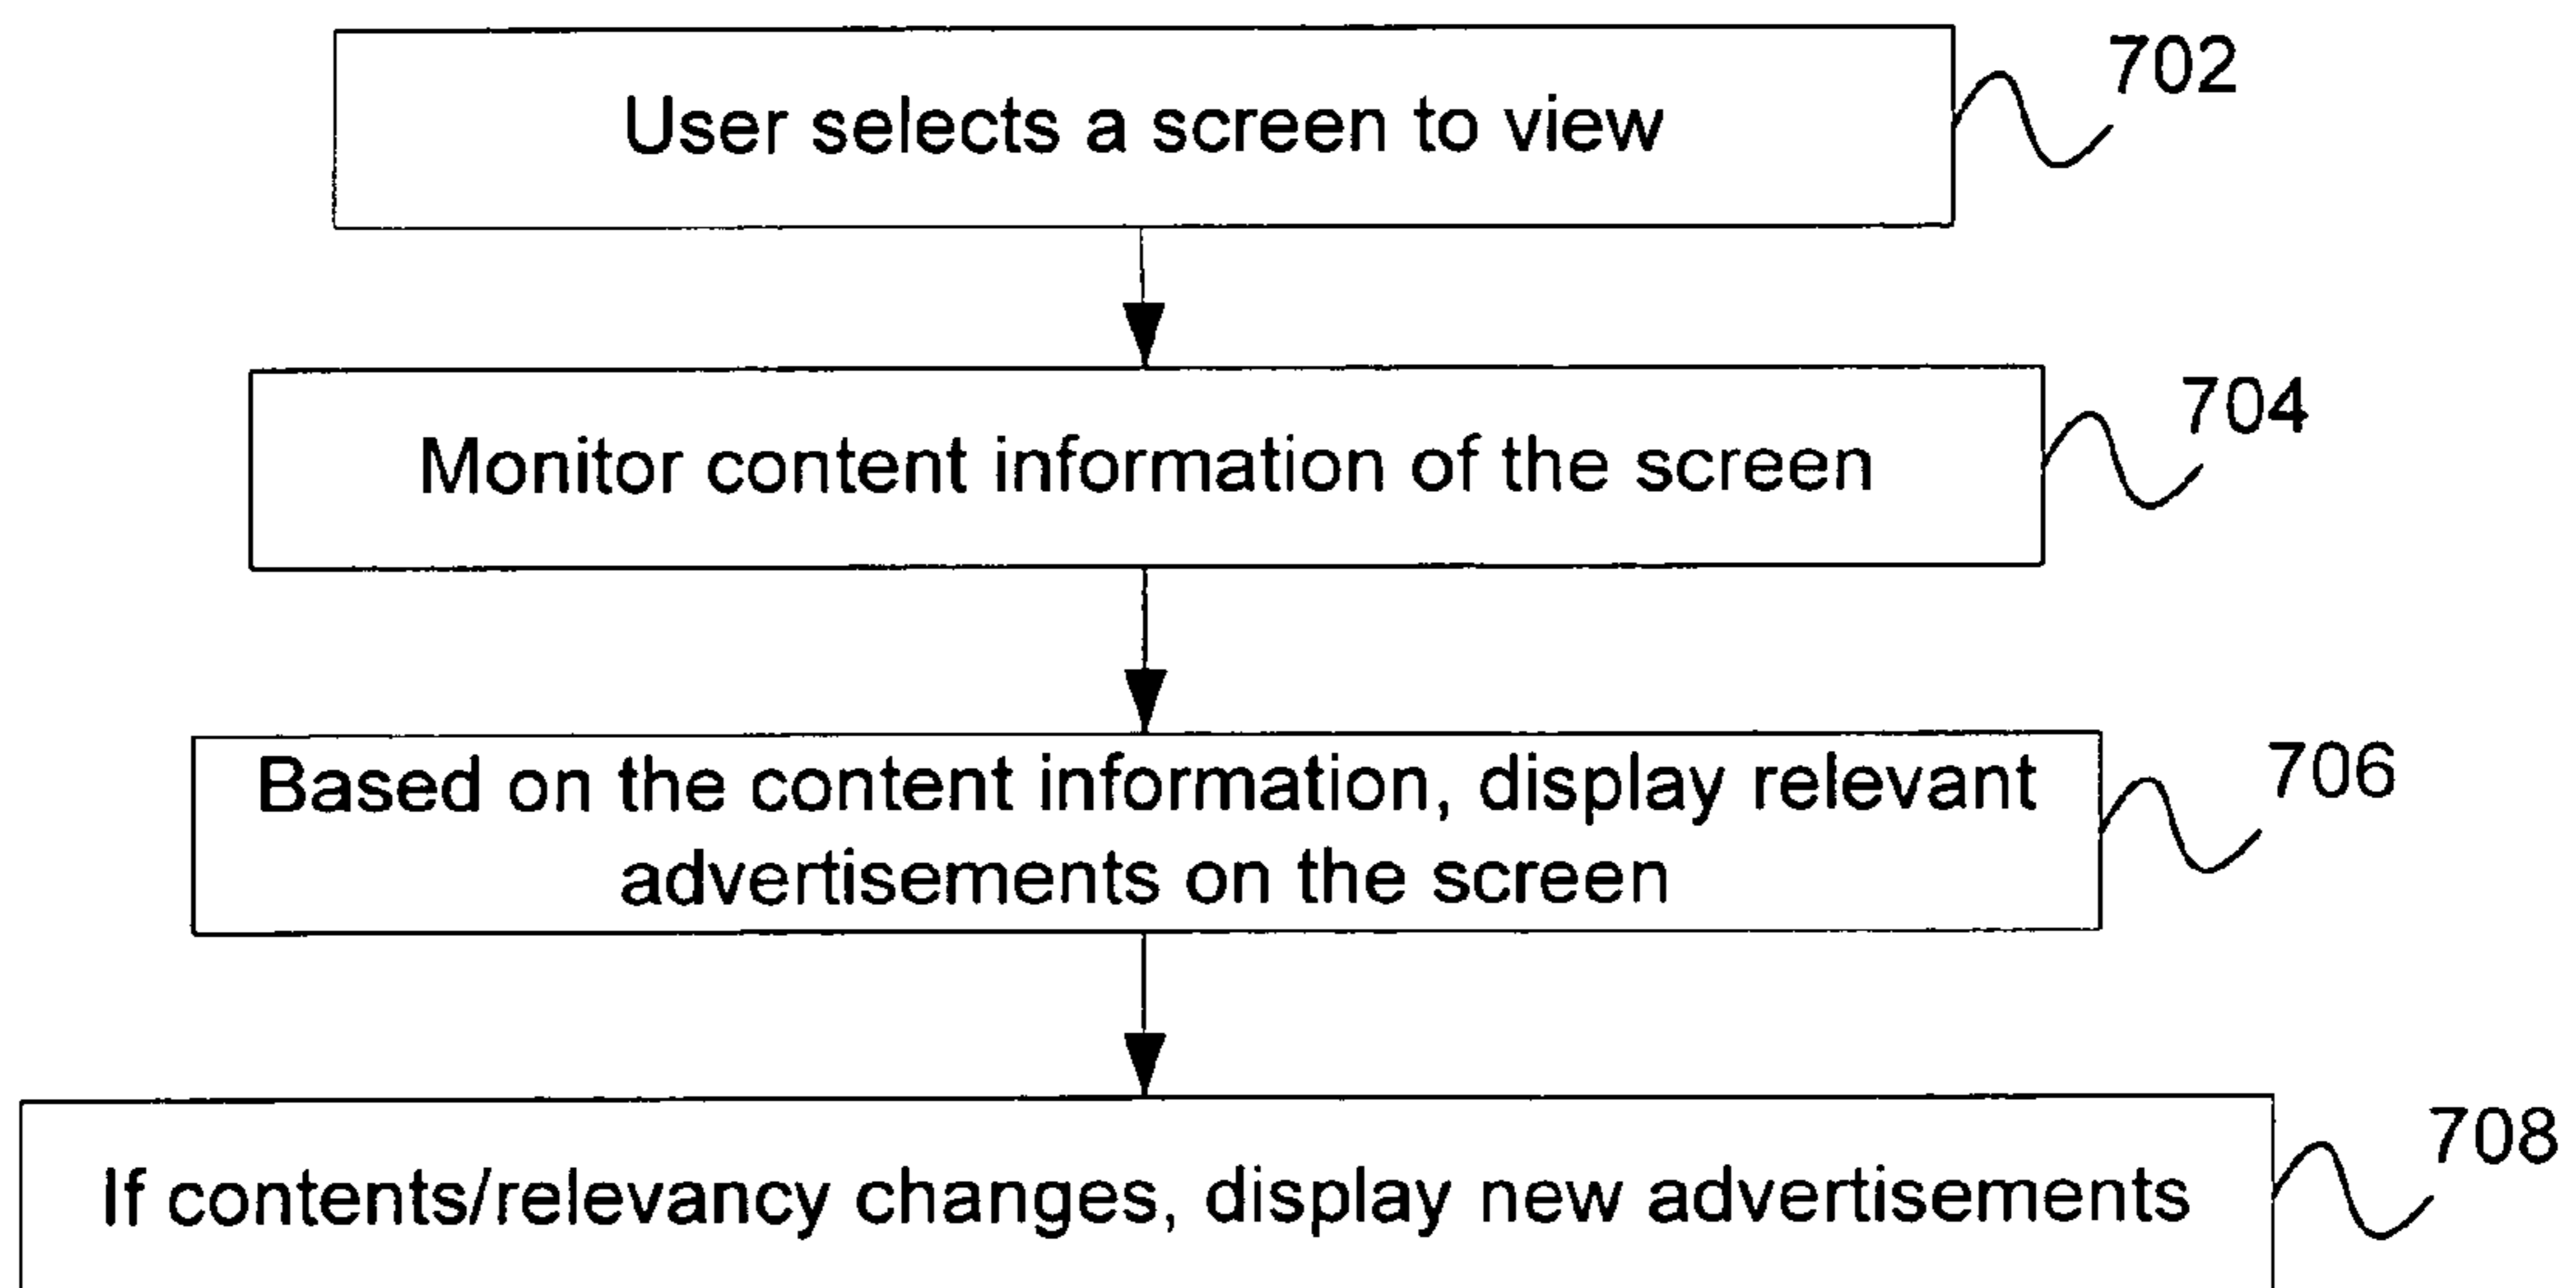 User selects a screen to view
702
Monitor content information of the screen
704
Based on the content information, display relevant
advertisements on the screen
706
If contents/relevancy changes, display new advertisements
708